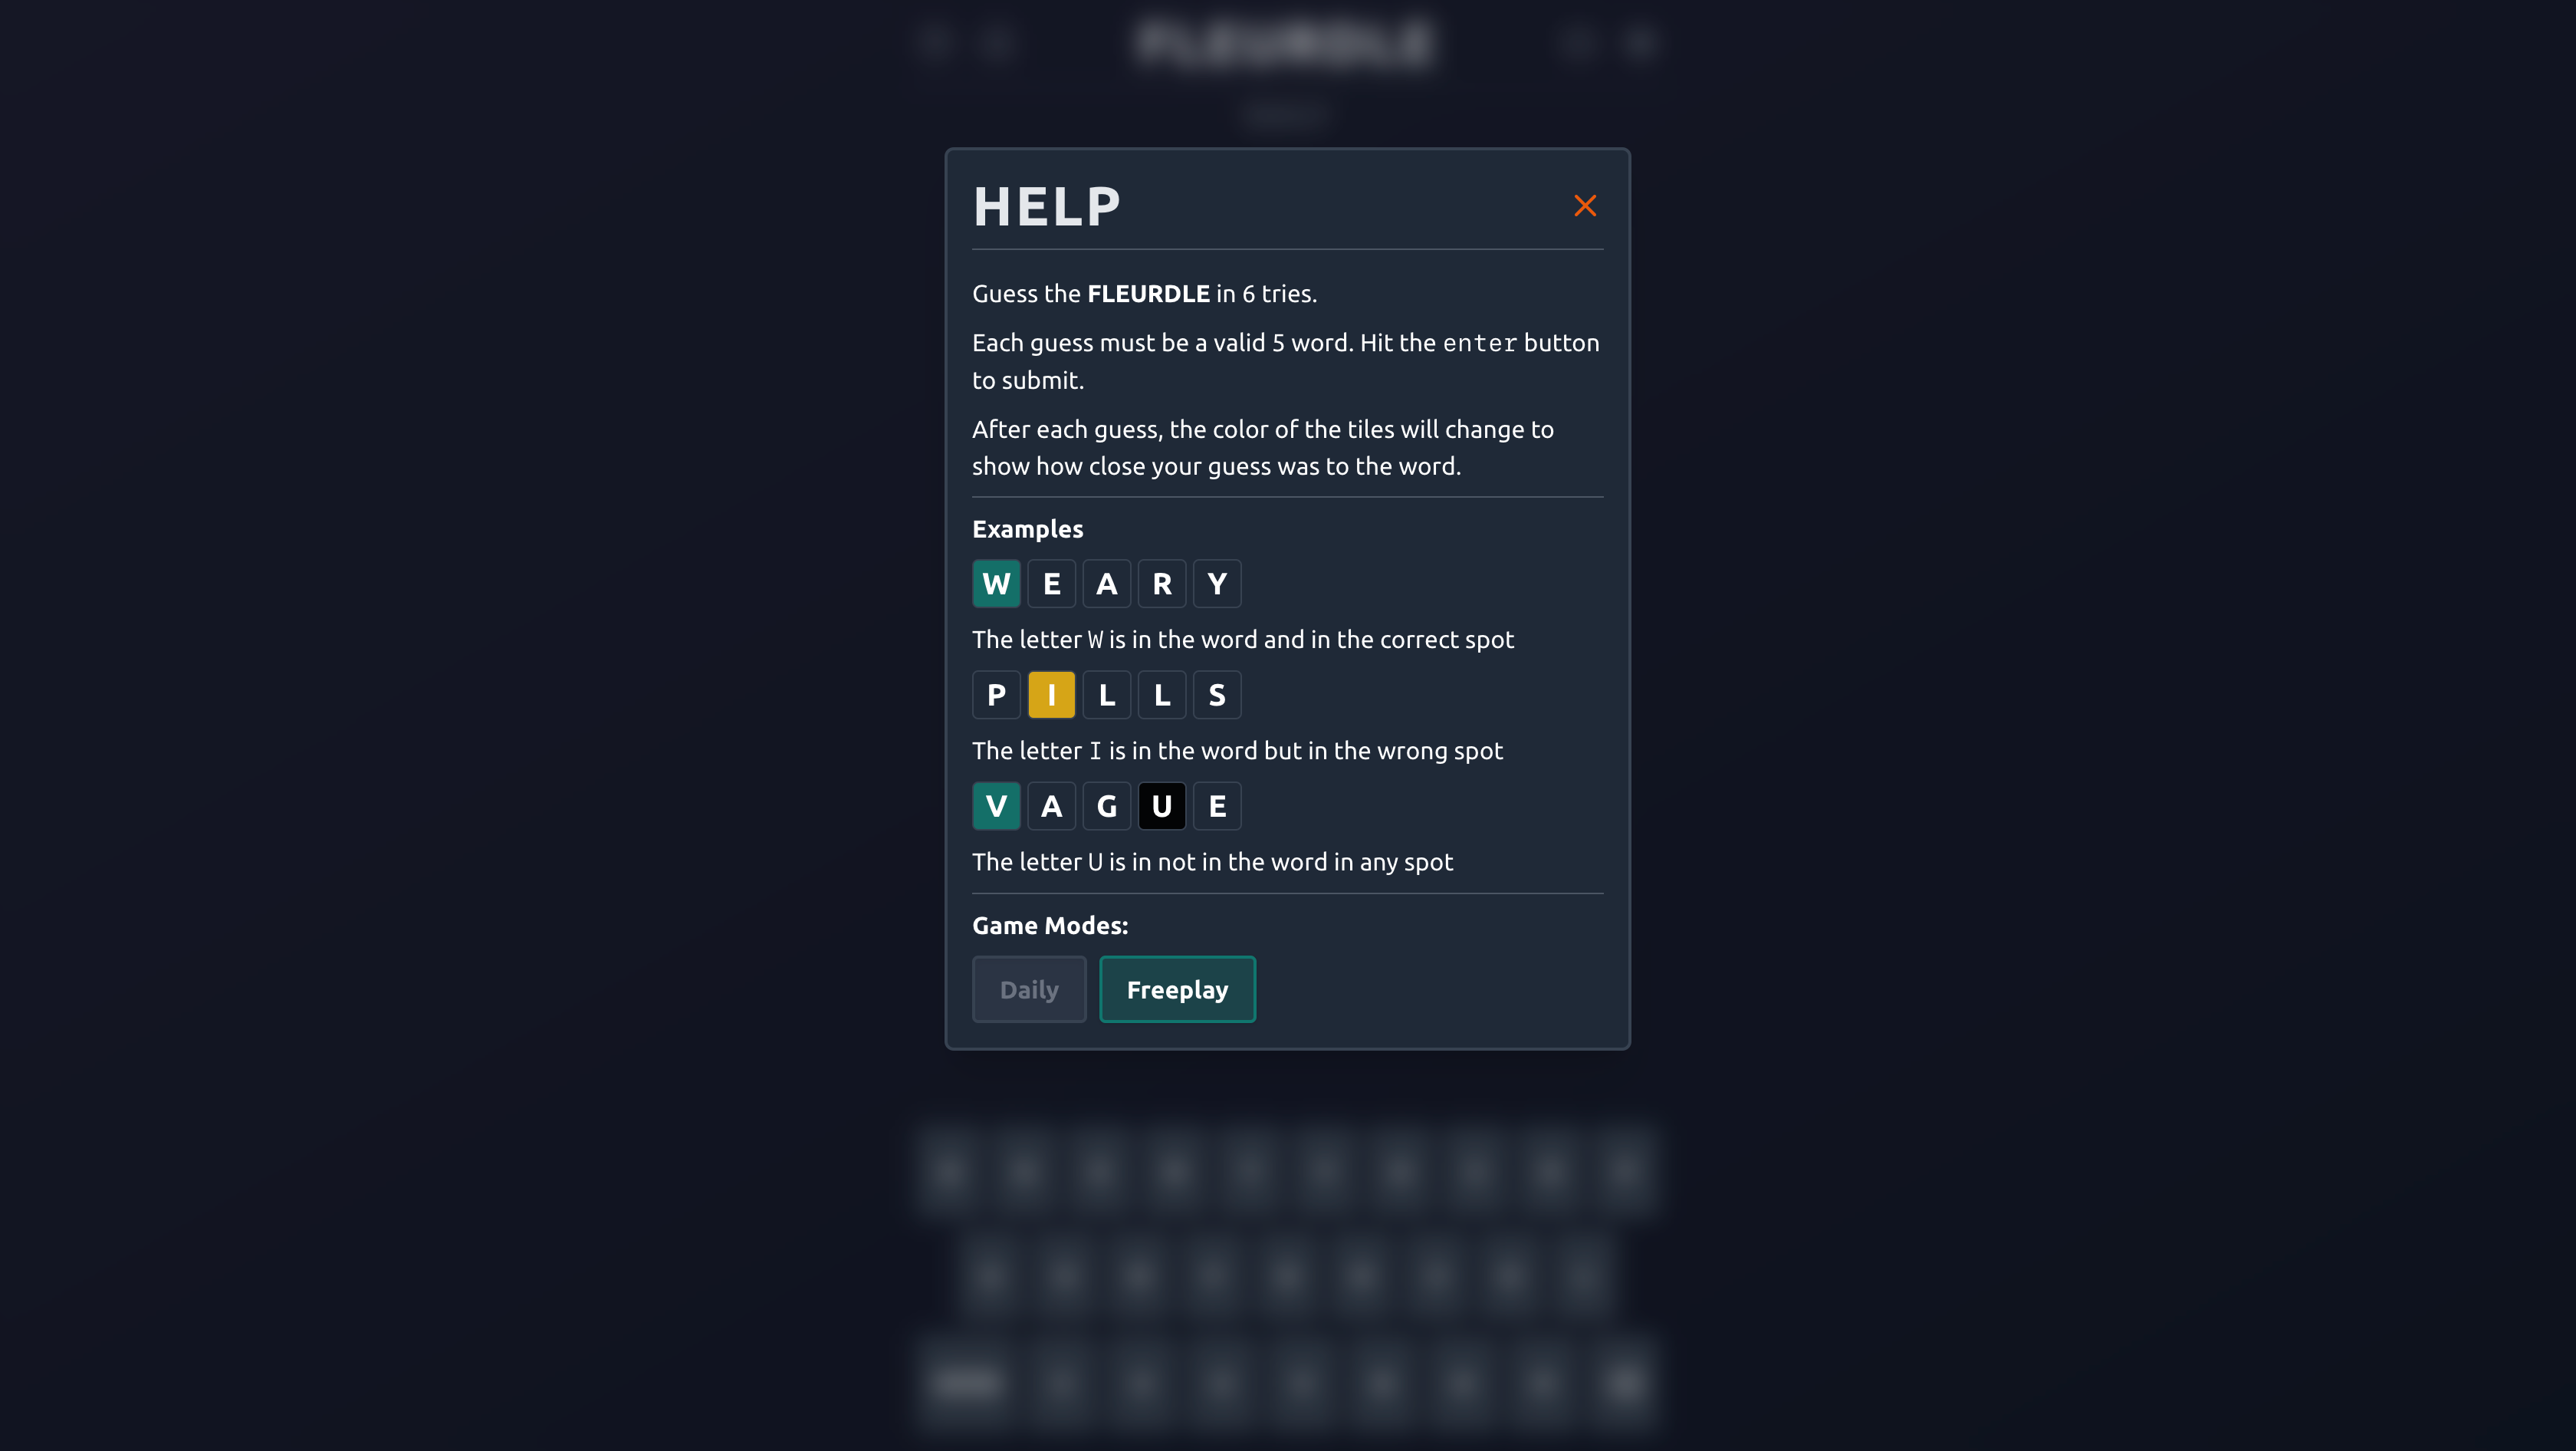 FLEURDLE
HELP
Guess the FLEURDLE in 6 tries.
Each guess must be a valid 5 word. Hit the enter button
to submit.
After each guess, the color of the tiles will change to
show how close your guess was to the word.
Examples
W E A R Y
The letter W is in the word and in the correct spot
P I L L S
The letter I is in the word but in the wrong spot
V A G U E
The letter U is in not in the word in any spot
Game Modes:
Daily Freeplay